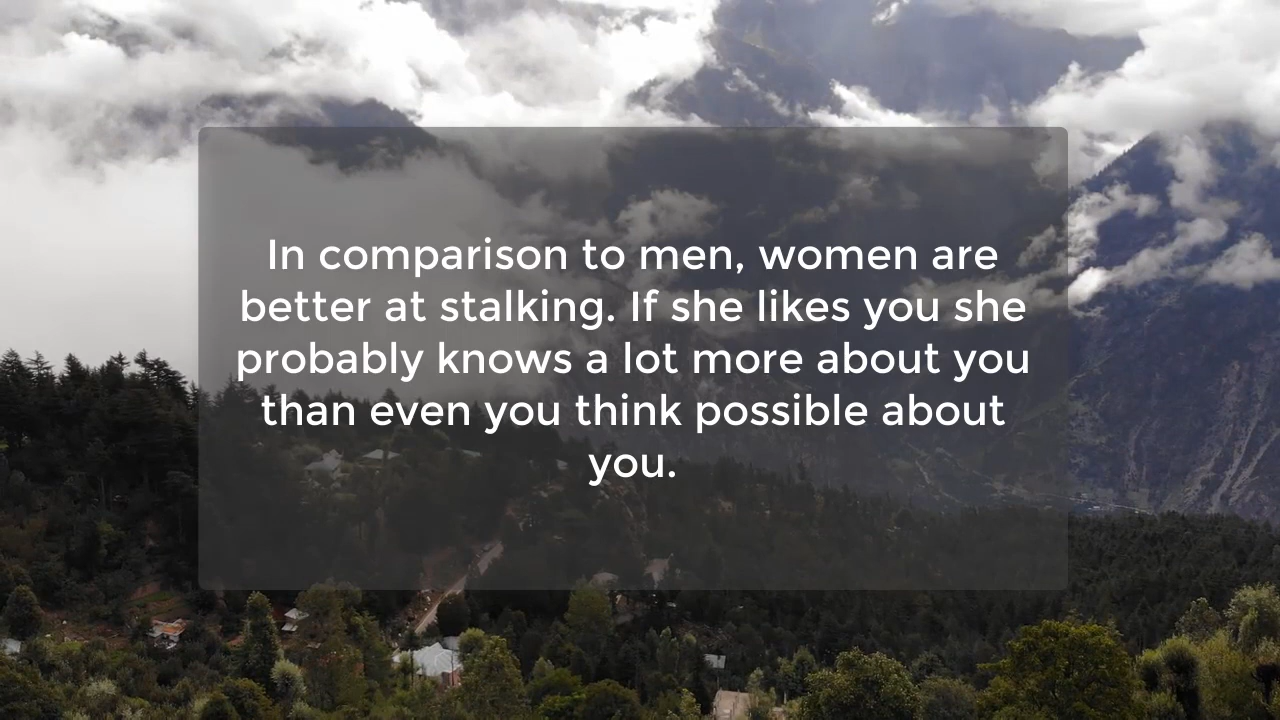 In comparison to men, women are
better at stalking. If she likes you she
probably knows a lot more about you
than even you think possible about
you.